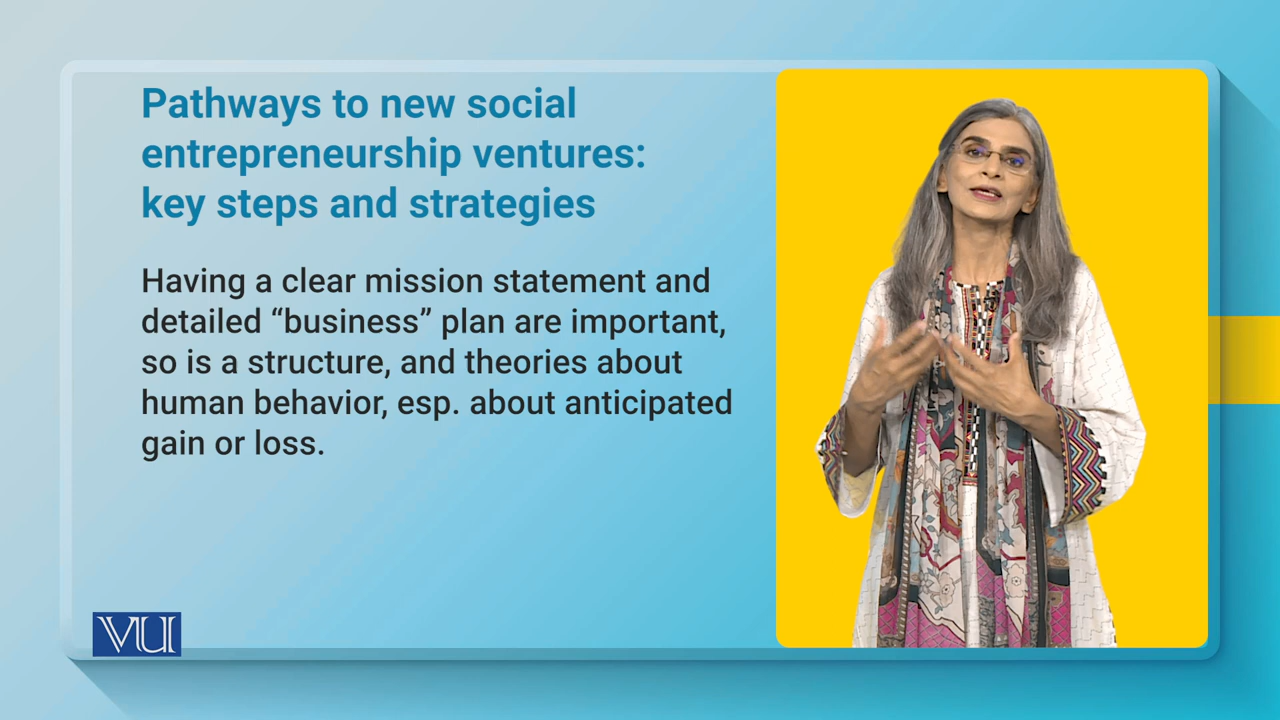 Pathways to new social
entrepreneurship ventures:
key steps and strategies
Having a clear mission statement and
detailed “business” plan are important,
so is a structure, and theories about
human behavior, esp. about anticipated
gain or loss.
VU